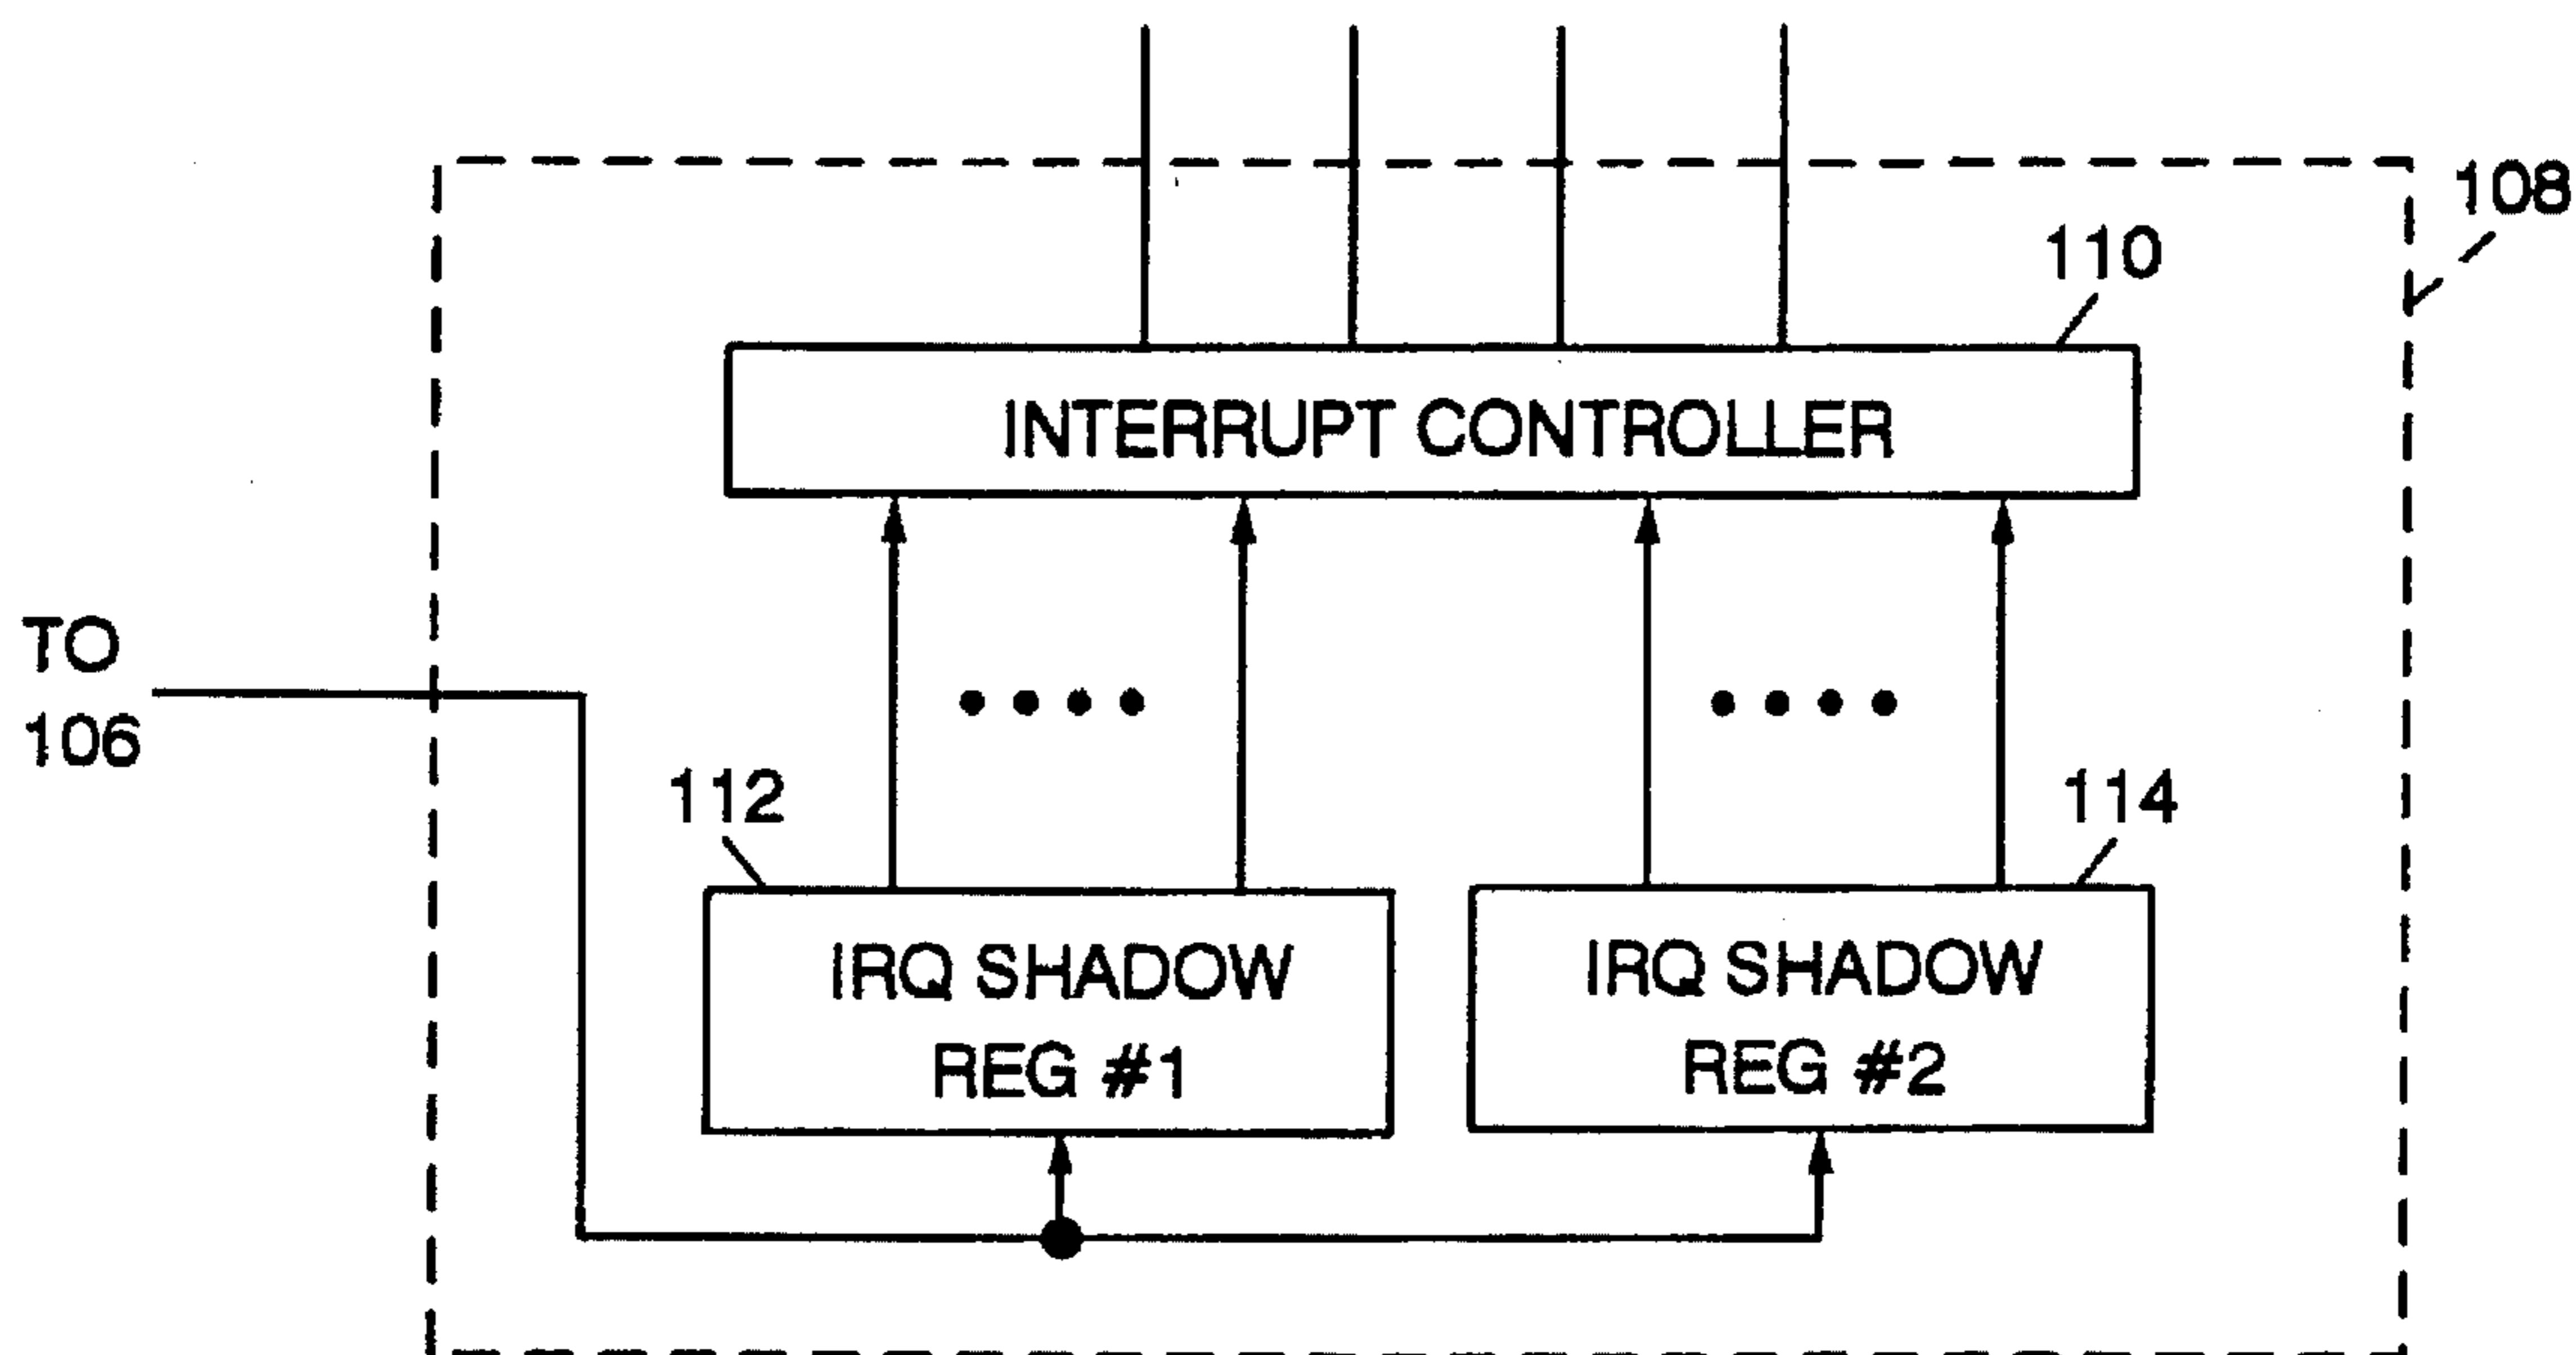 108
110
INTERRUPT CONTROLLER
TO
106
112
114
IRQ SHADOW
REG #1
IRQ SHADOW
REG #2